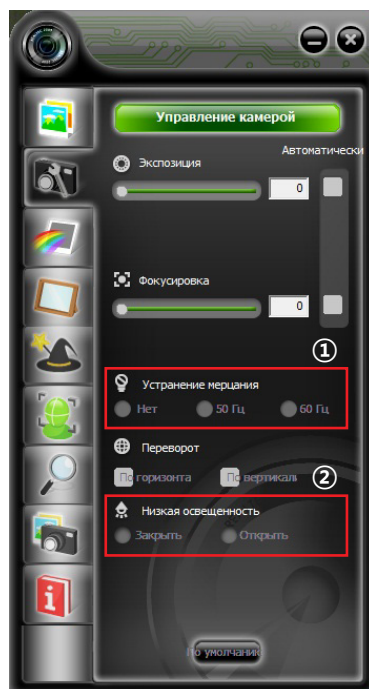 Управление камерой
Автоматически
Экспозиция
0
Фокусировка
0
①
Устранение мерцания
Нет 50 Гц 60 Гц
Переворот
По горизонта По вертикали
②
Низкая освещенность
Закрыть Открыть
По умолчанию